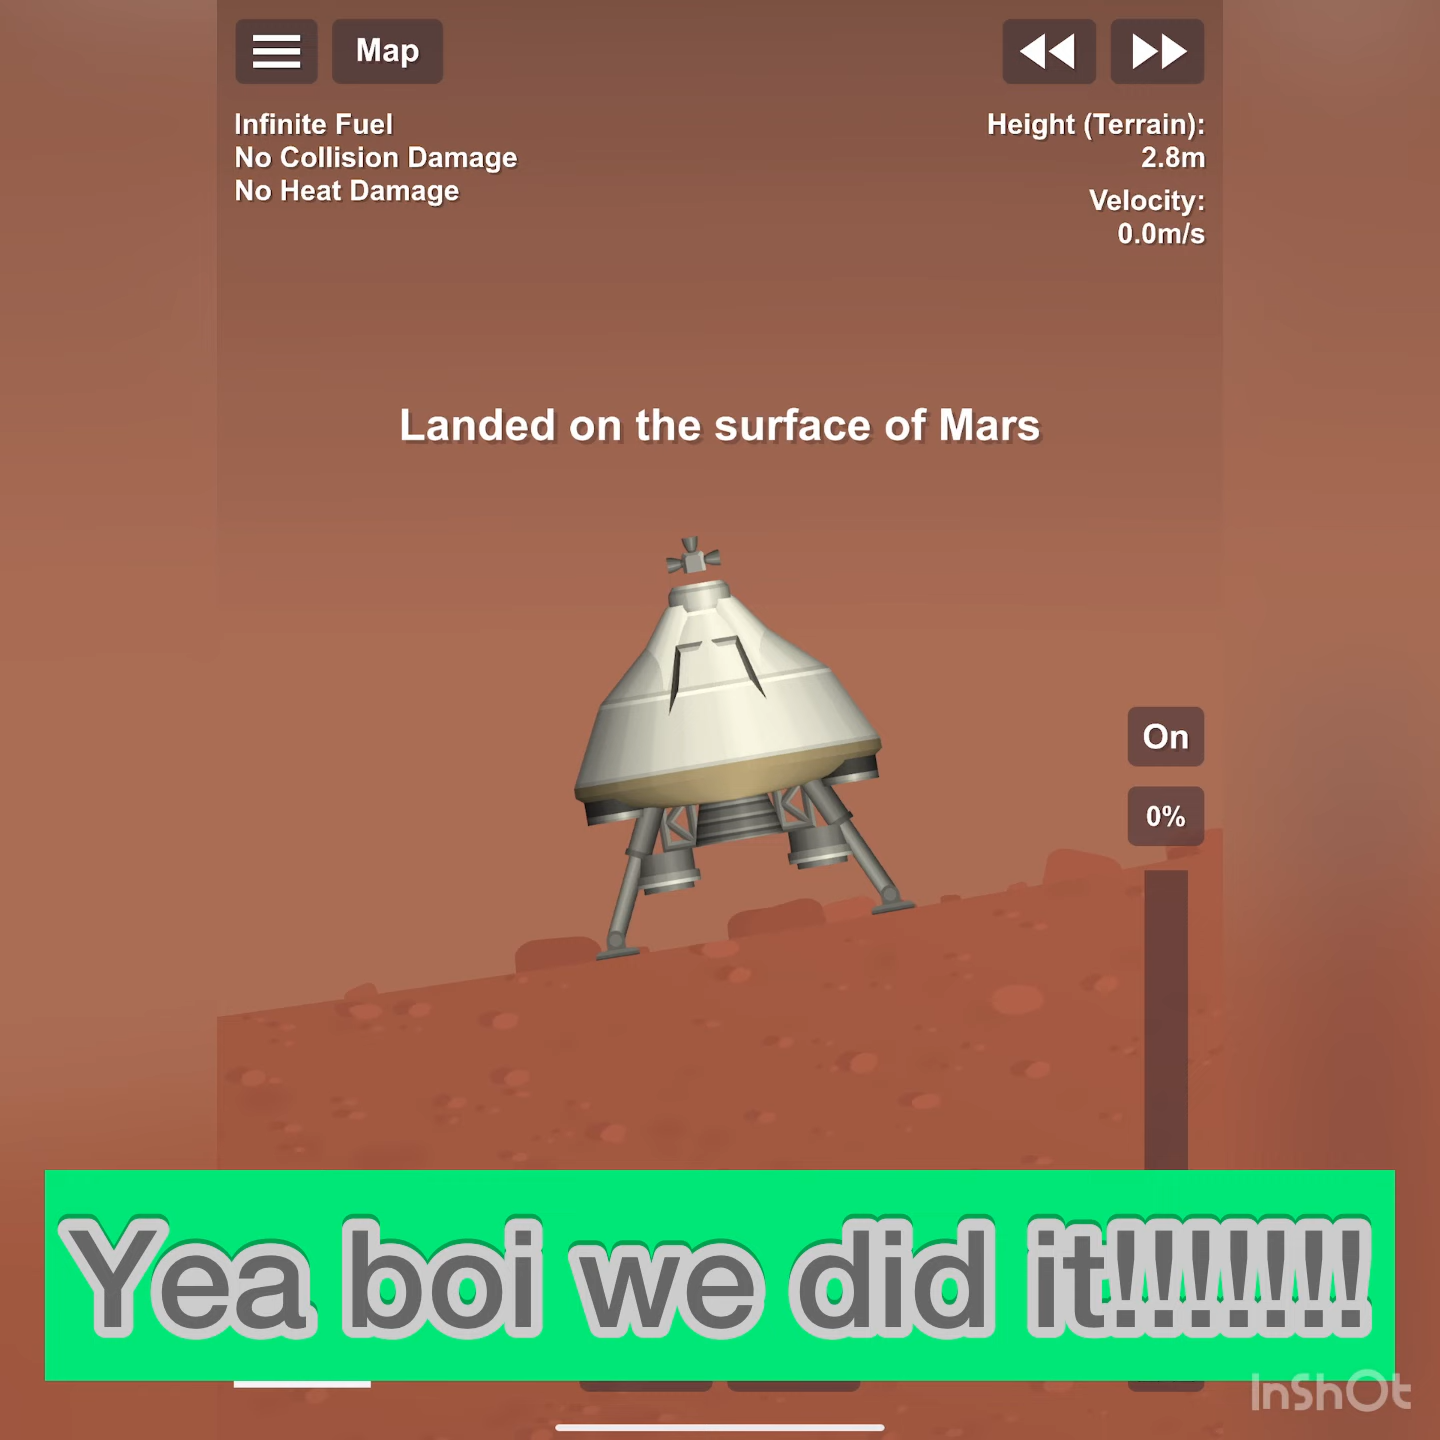 Map
Infinite Fuel
No Collision Damage
No Heat Damage
Height (Terrain):
2.8m
Velocity:
0.0m/s
Landed on the surface of Mars
On
0%
Yea boi we did it!!!!!!!
InShOt